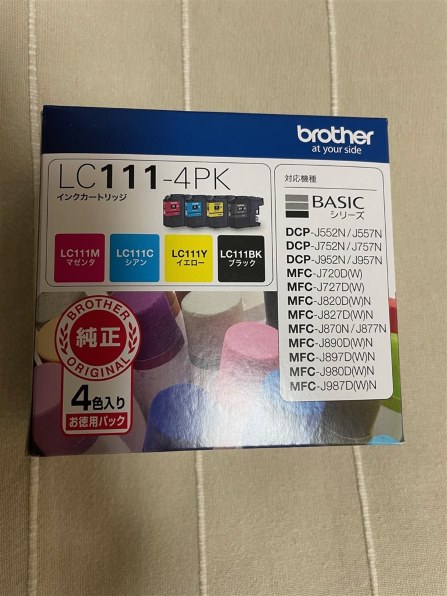 brother
at your side
LC111-4PK
インクカートリッジ
LC111M
マゼンタ
LC111C
シアン
LC111Y
イエロー
LC111BK
ブラック
対応機種
BASIC
シリーズ
DCP-J552N / J557N
DCP-J752N / J757N
DCP-J952N / J957N
MFC-J720D(W)
MFC-J727D(W)
MFC-J820D(W)N
MFC-J827D(W)N
MFC-J870N / J877N
MFC-J890D(W)N
MFC-J897D(W)N
MFC-J980D(W)N
MFC-J987D(W)N
BROTHER
純正
ORIGINAL
4色入り
お徳用パック